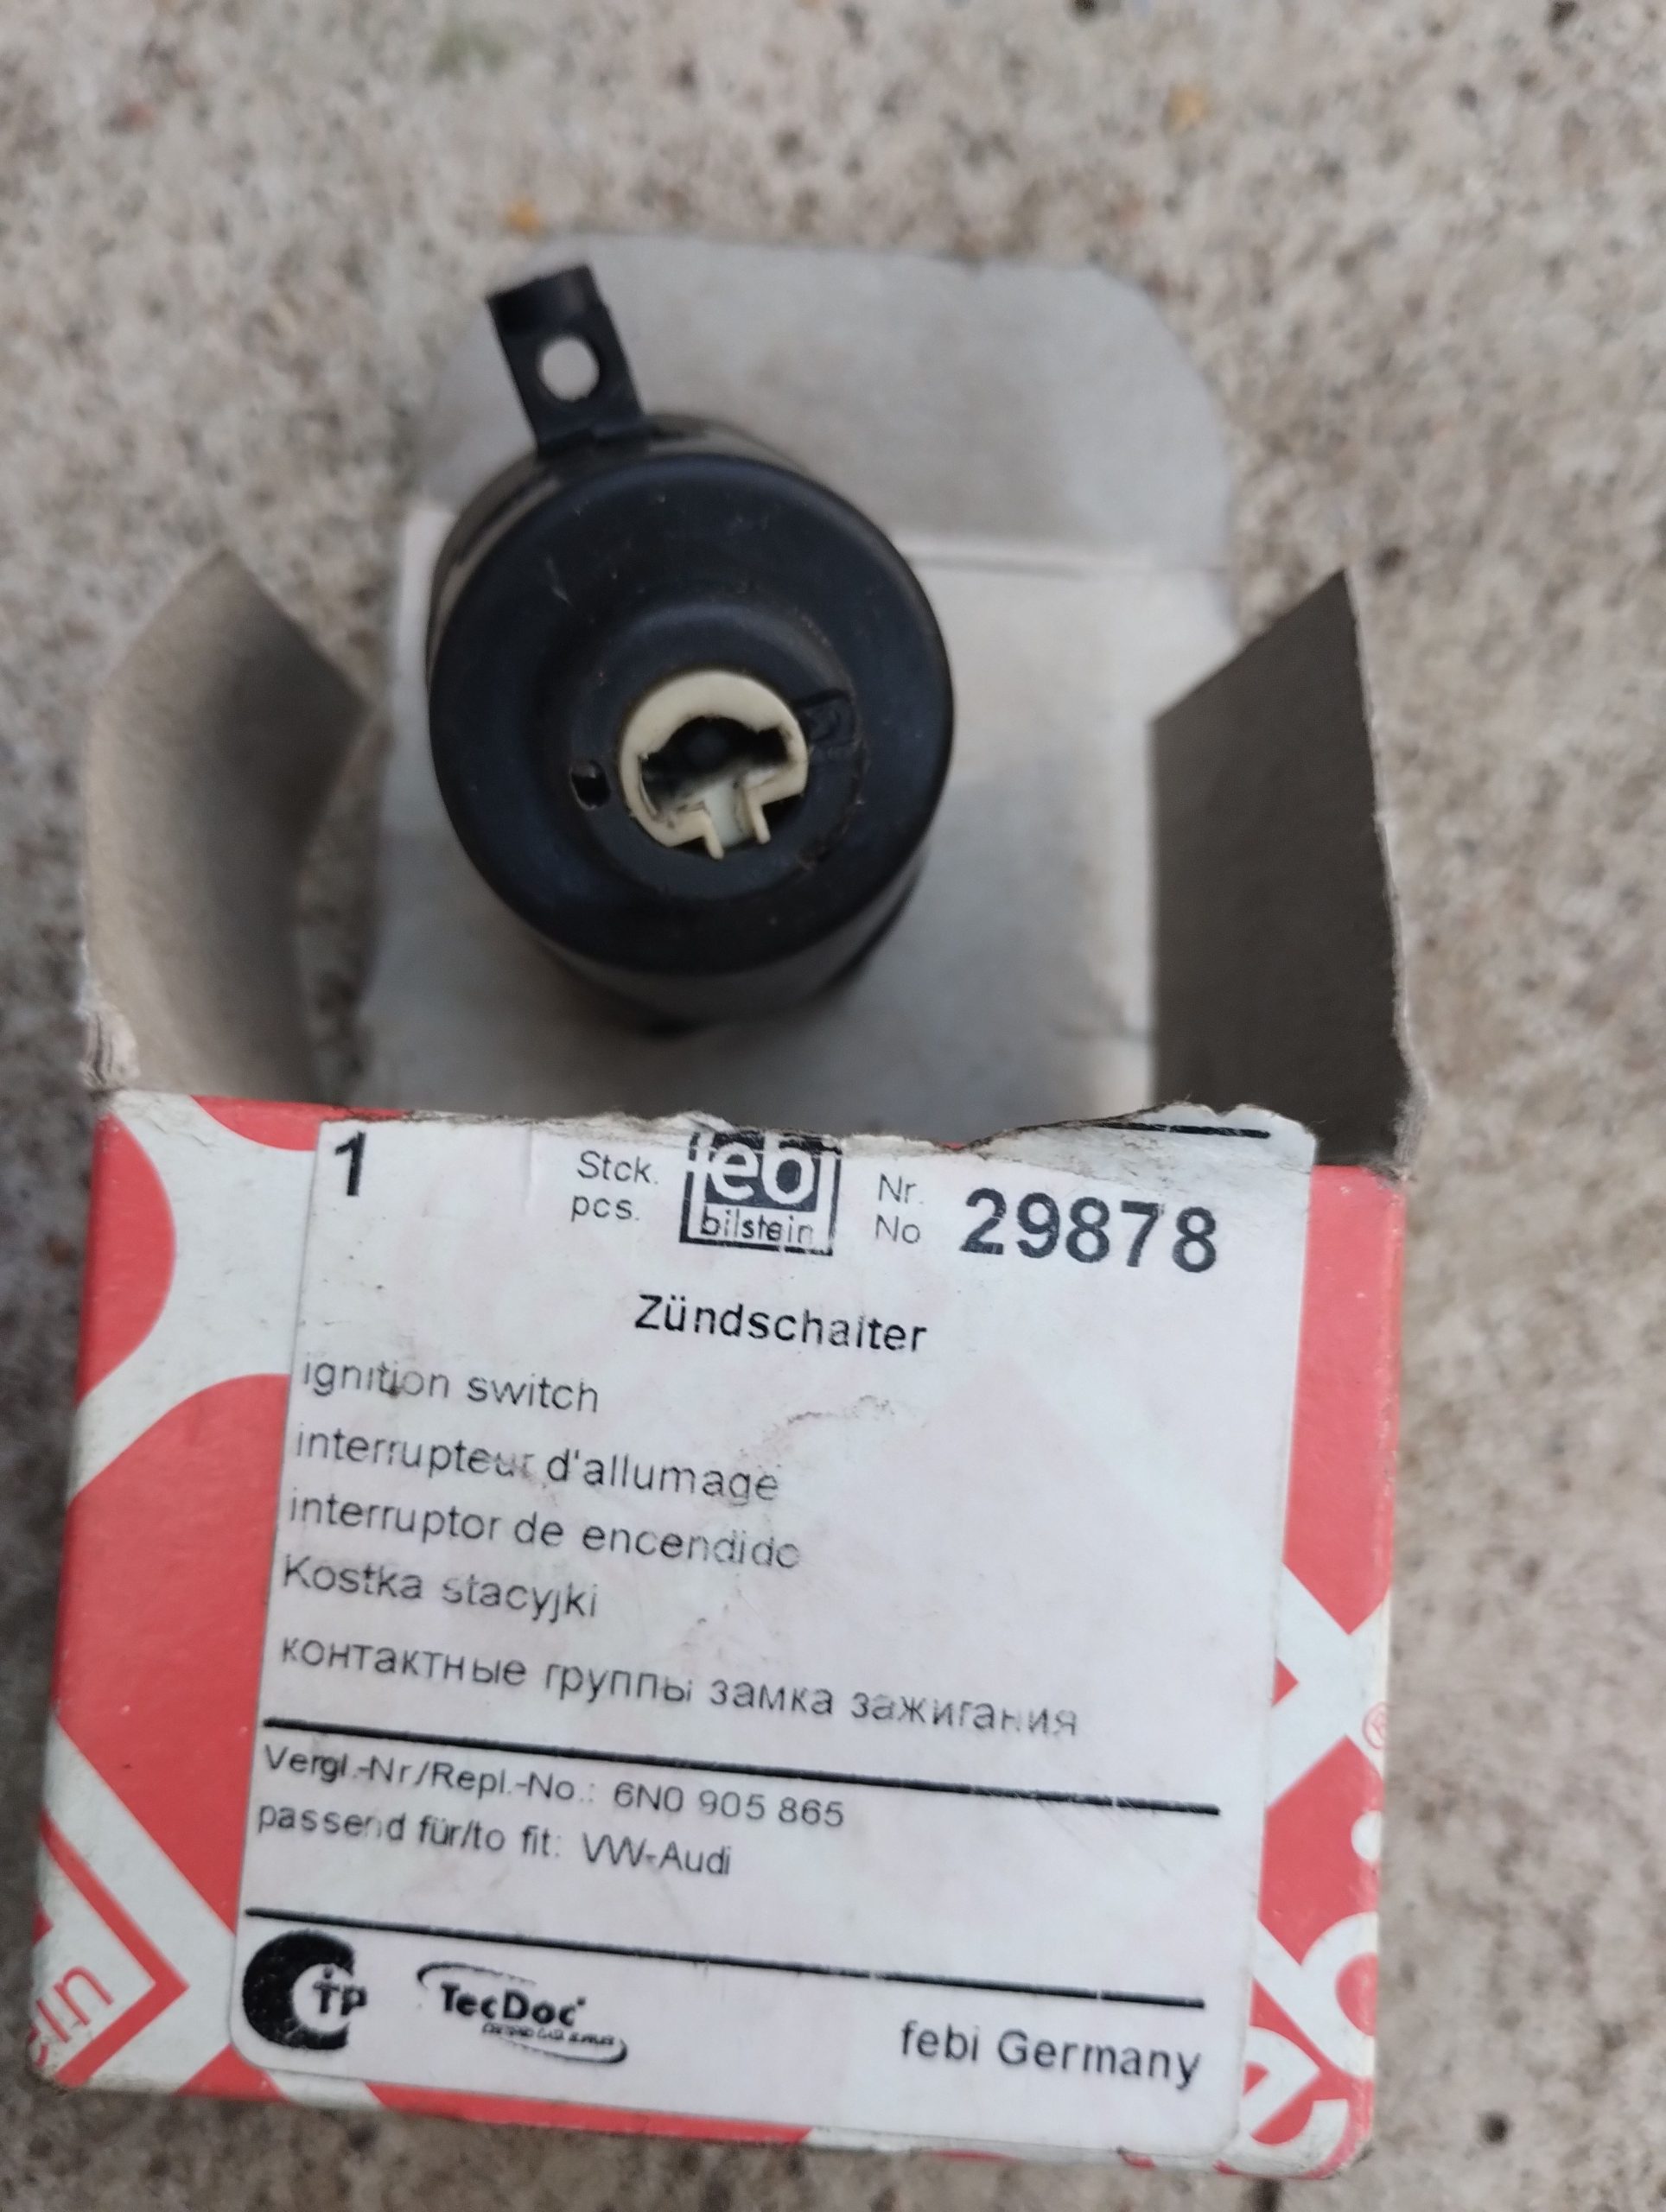 1
Stck.
pcs.
febi
bilstein
Nr.
No
29878
Zündschalter
ignition switch
interrupteur d'allumage
interruptor de encendido
Kostka stacyjki
контактные группы замка зажигания
Vergl.-Nr./Repl.-No.: 6N0 905 865
passend für/to fit: VW-Audi
CTP
TecDoc
febi Germany